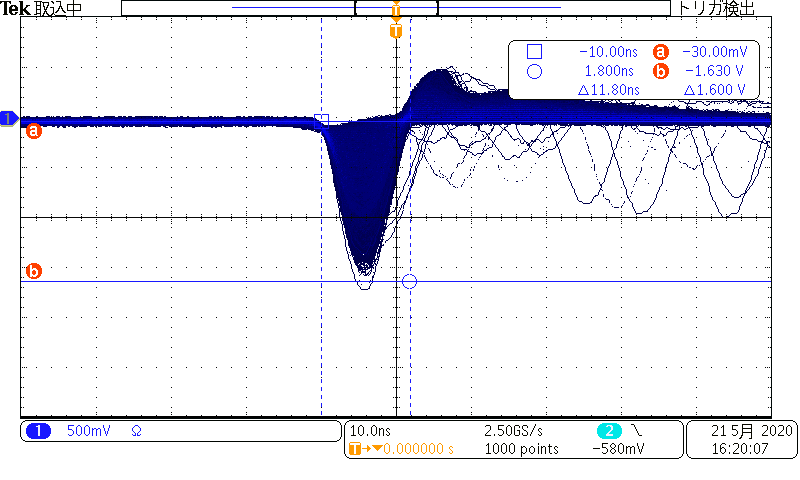 Tek 取込中 トリガ検出
T
T
□ -10.00ns a -30.00mV
○ 1.800ns b -1.630 V
Δ11.80ns Δ1.600 V
1
a
b
1 500mV Ω
10.0ns 2.50GS/s 2 \
T→▼0.000000 s 1000 points -580mV
21 5月 2020
16:20:07